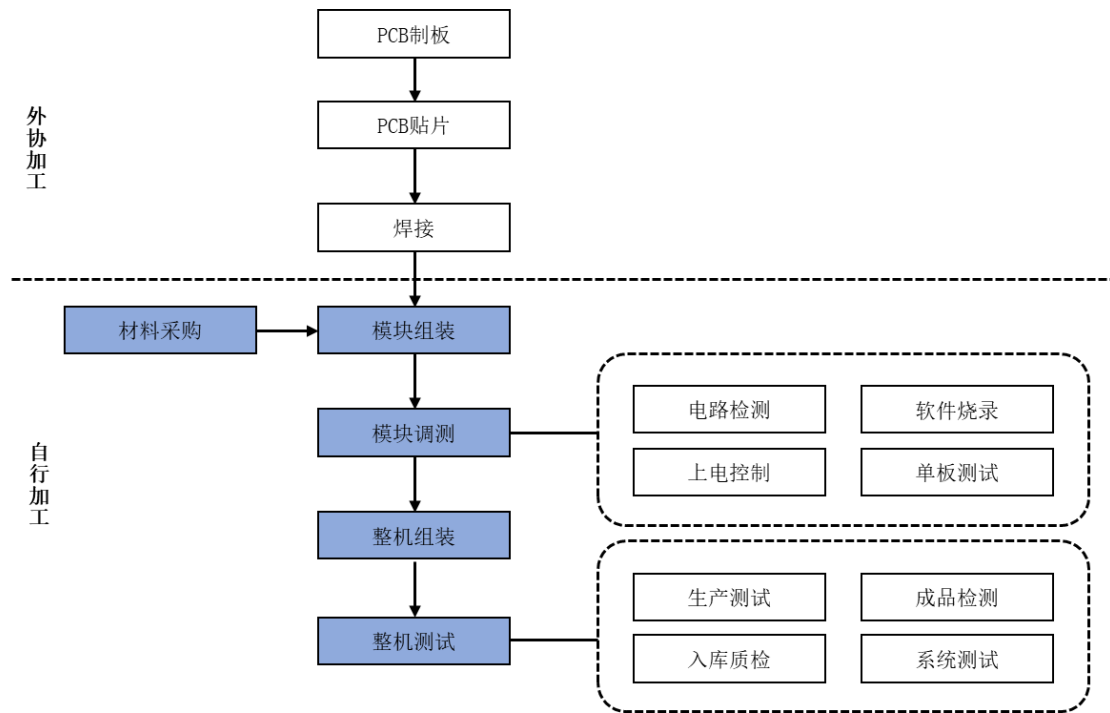 PCB制板
外协加工
PCB贴片
焊接
材料采购
模块组装
自行加工
模块调测
电路检测
软件烧录
上电控制
单板测试
整机组装
整机测试
生产测试
成品检测
入库质检
系统测试